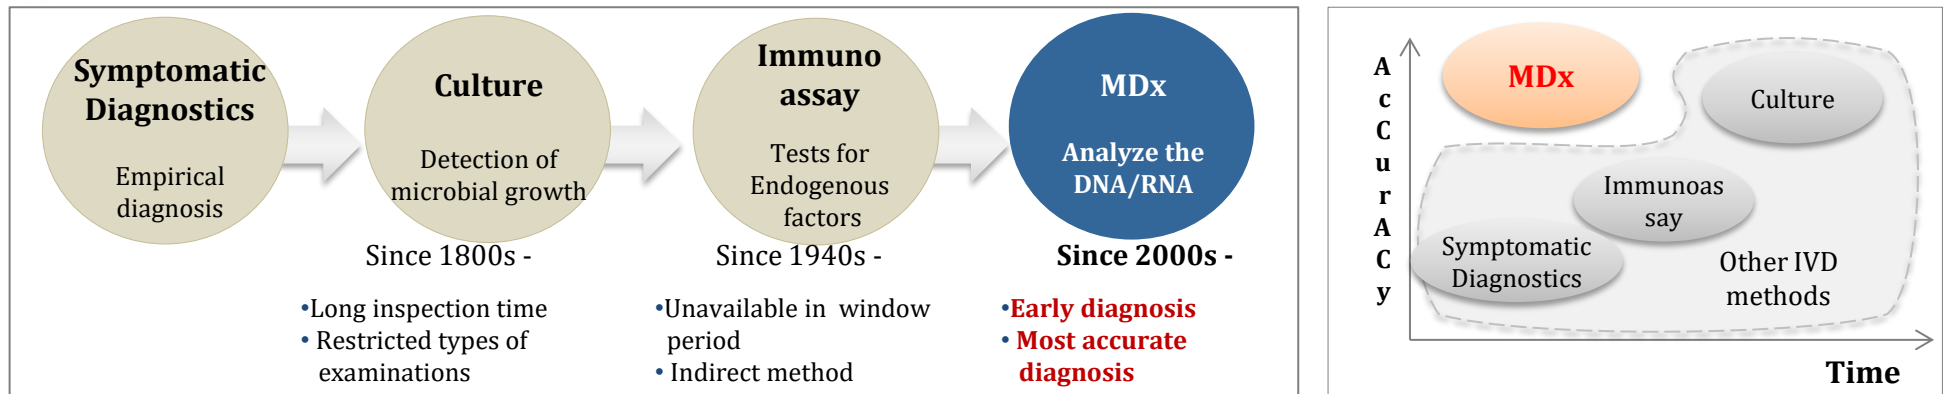 Symptomatic
Diagnostics
Empirical
diagnosis
Culture
Detection of
microbial growth
Since 1800s -
•Long inspection time
• Restricted types of
examinations
Immuno
assay
Tests for
Endogenous
factors
Since 1940s -
•Unavailable in window
period
• Indirect method
MDx
Analyze the
DNA/RNA
Since 2000s -
•Early diagnosis
• Most accurate
diagnosis
A
c
C
u
r
A
C
y
MDx
Culture
Immunoas
say
Symptomatic
Diagnostics
Other IVD
methods
Time